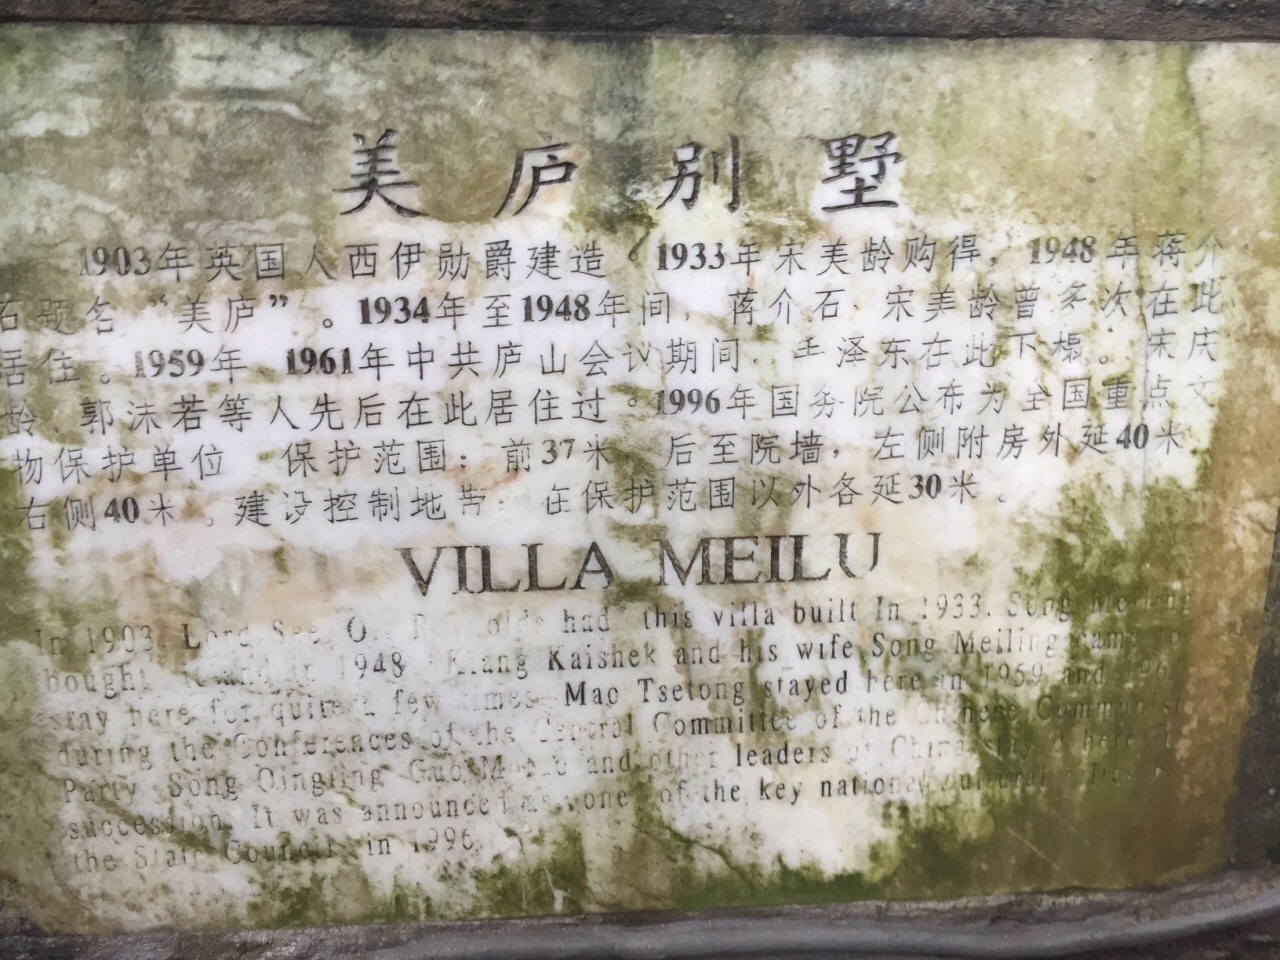 美庐别墅
1903年英国人西伊勋爵建造。1933年宋美龄购得，1948年蒋介
石题名“美庐”。1934年至1948年间，蒋介石 宋美龄曾多次在此
居住。1959年 1961年中共庐山会议期间 毛泽东在此下榻。宋庆
龄 郭沫若等人先后在此居住过。1996年国务院公布为全国重点文
物保护单位 保护范围：前37米 后至院墙，左侧附房外延40米
右侧40米。建设控制地带 在保护范围以外各延30米。
VILLA MEILU
In 1903 Lord See O. had this villa built In 1933. Song Meiling
bought it and in 1948 Kiang Kaishek and his wife Song Meiling came to
stay here for quite a few times Mao Tsetong stayed here in 1959 and
during the Conferences of the Central Committee of the Chinese Communist
Party Song Qingling Guo and other leaders of China here
succession It was announced as one of the key national cultural relics
the State Council in 1996